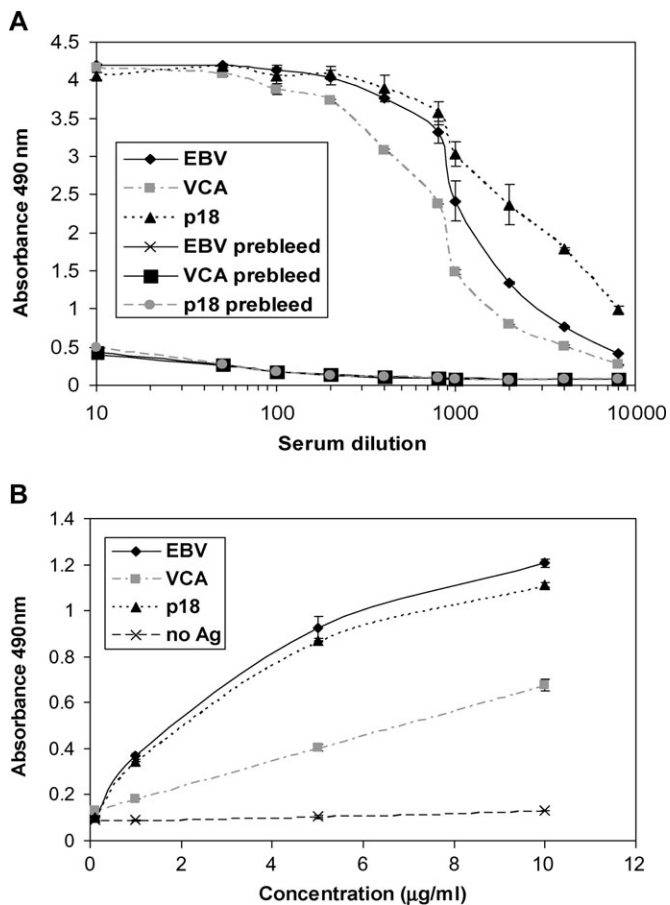 A
4.5
4
3.5
3
2.5
2
1.5
1
0.5
0
Absorbance 490 nm
EBV
VCA
p18
EBV prebleed
VCA prebleed
p18 prebleed
10 100 1000 10000
Serum dilution
B
1.4
1.2
1
0.8
0.6
0.4
0.2
0
Absorbance 490nm
EBV
VCA
p18
no Ag
0 2 4 6 8 10 12
Concentration (µg/ml)